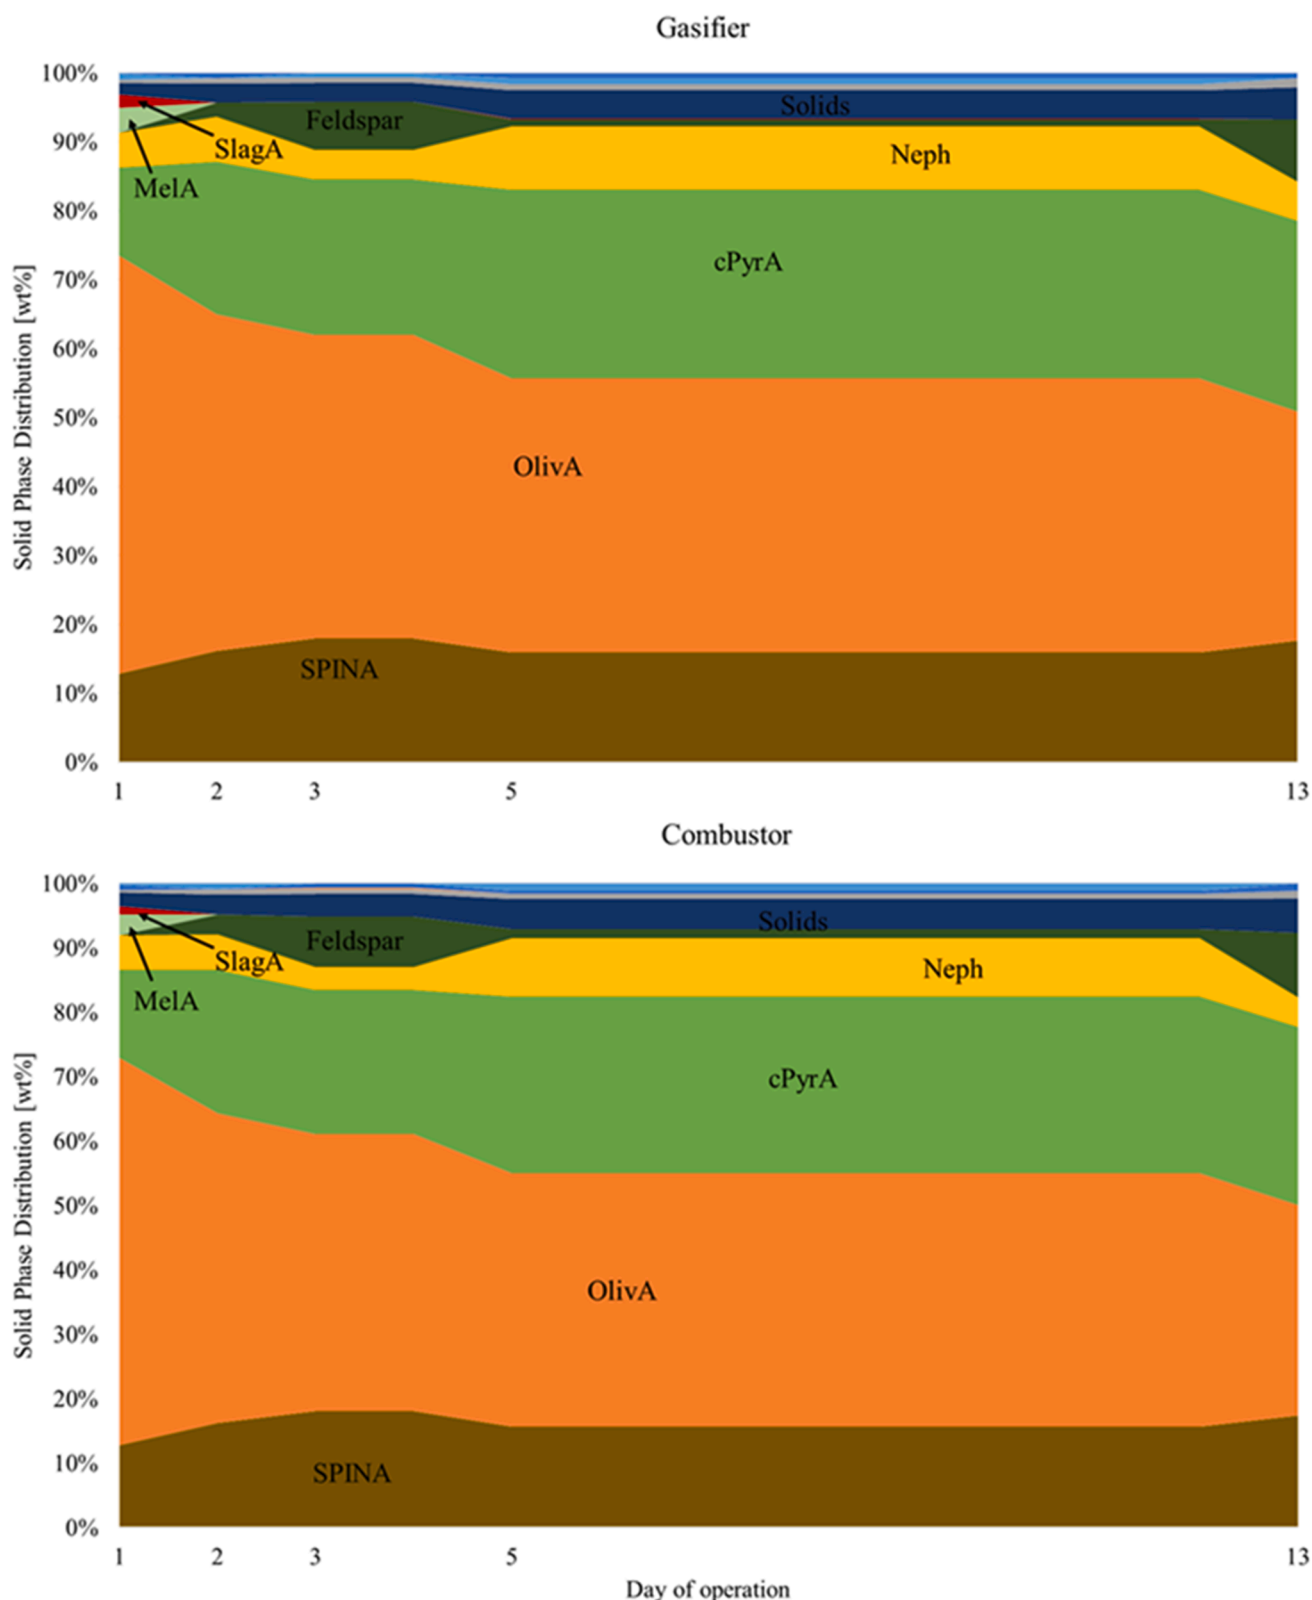 Gasifier
100%
90%
80%
70%
60%
50%
40%
30%
20%
10%
0%
Solid Phase Distribution [wt%]
Solids
Feldspar
SlagA
Neph
MelA
cPyrA
OlivA
SPINA
1 2 3 5 13
Combustor
100%
90%
80%
70%
60%
50%
40%
30%
20%
10%
0%
Solid Phase Distribution [wt%]
Solids
Feldspar
SlagA
Neph
MelA
cPyrA
OlivA
SPINA
1 2 3 5 13
Day of operation